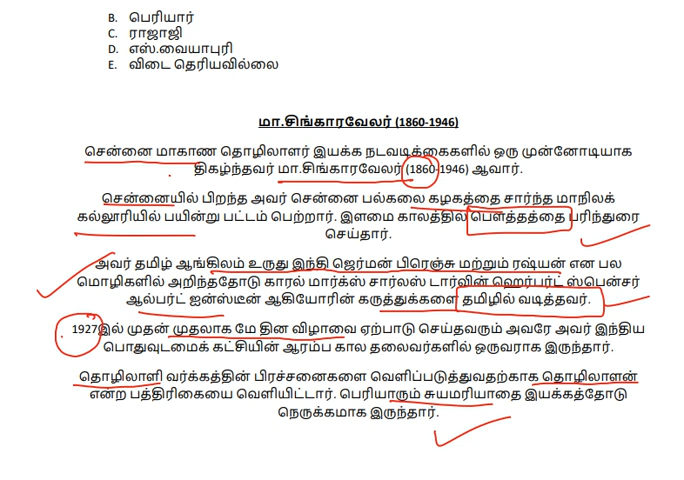 B. பெரியார்
C. ராஜாஜி
D. எஸ்.வையாபுரி
E. விடை தெரியவில்லை
மா.சிங்காரவேலர் (1860-1946)
சென்னை மாகாண தொழிலாளர் இயக்க நடவடிக்கைகளில் ஒரு முன்னோடியாக
திகழ்ந்தவர் மா.சிங்காரவேலர் (1860-1946) ஆவார்.
சென்னையில் பிறந்த அவர் சென்னை பல்கலை கழகத்தை சார்ந்த மாநிலக்
கல்லூரியில் பயின்று பட்டம் பெற்றார். இளமை காலத்தில் பௌத்தத்தை பரிந்துரை
செய்தார்.
அவர் தமிழ் ஆங்கிலம் உருது இந்தி ஜெர்மன் பிரெஞ்சு மற்றும் ரஷ்யன் என பல
மொழிகளில் அறிந்ததோடு காரல் மார்க்ஸ் சார்லஸ் டார்வின் ஹெர்பர்ட் ஸ்பென்சர்
ஆல்பர்ட் ஐன்ஸ்டீன் ஆகியோரின் கருத்துக்களை தமிழில் வடித்தவர்.
1927இல் முதன் முதலாக மே தின விழாவை ஏற்பாடு செய்தவரும் அவரே அவர் இந்திய
பொதுவுடமைக் கட்சியின் ஆரம்ப கால தலைவர்களில் ஒருவராக இருந்தார்.
தொழிலாளி வர்க்கத்தின் பிரச்சனைகளை வெளிப்படுத்துவதற்காக தொழிலாளன்
என்ற பத்திரிகையை வெளியிட்டார். பெரியாரும் சுயமரியாதை இயக்கத்தோடு
நெருக்கமாக இருந்தார்.